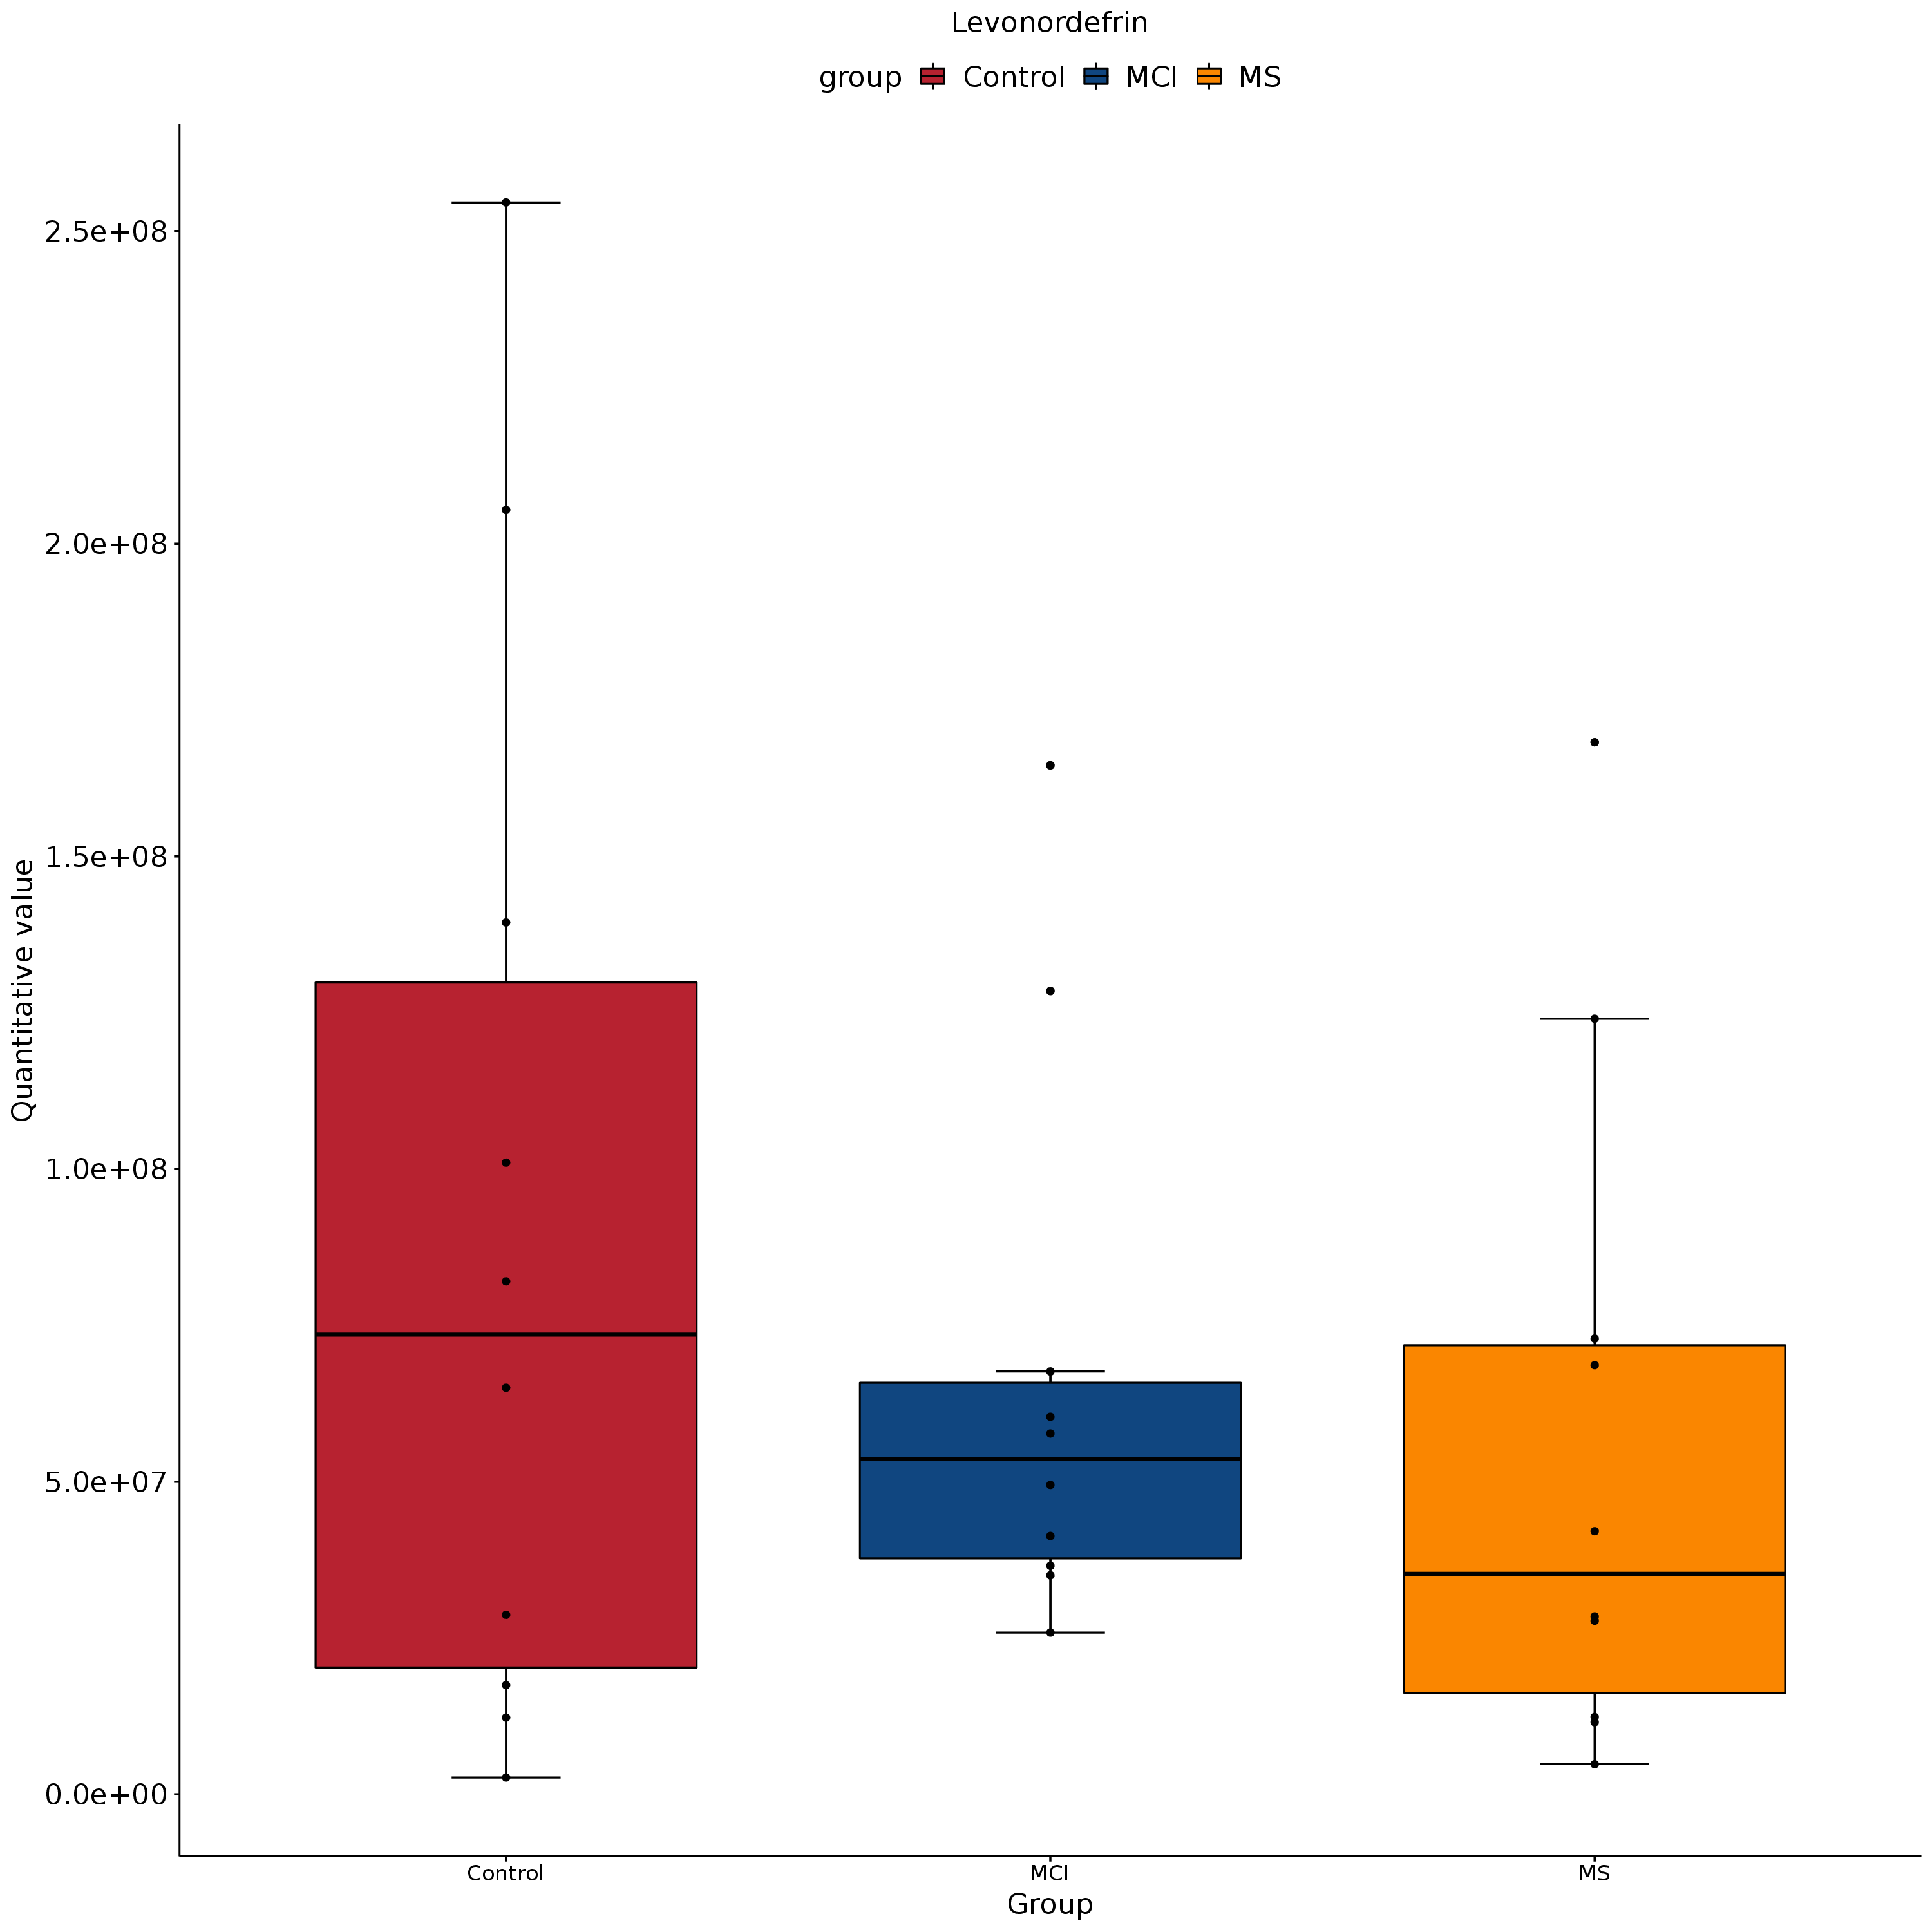 Levonordefrin
group Control MCI MS
Quantitative value
2.5e+08
2.0e+08
1.5e+08
1.0e+08
5.0e+07
0.0e+00
Control MCI MS
Group